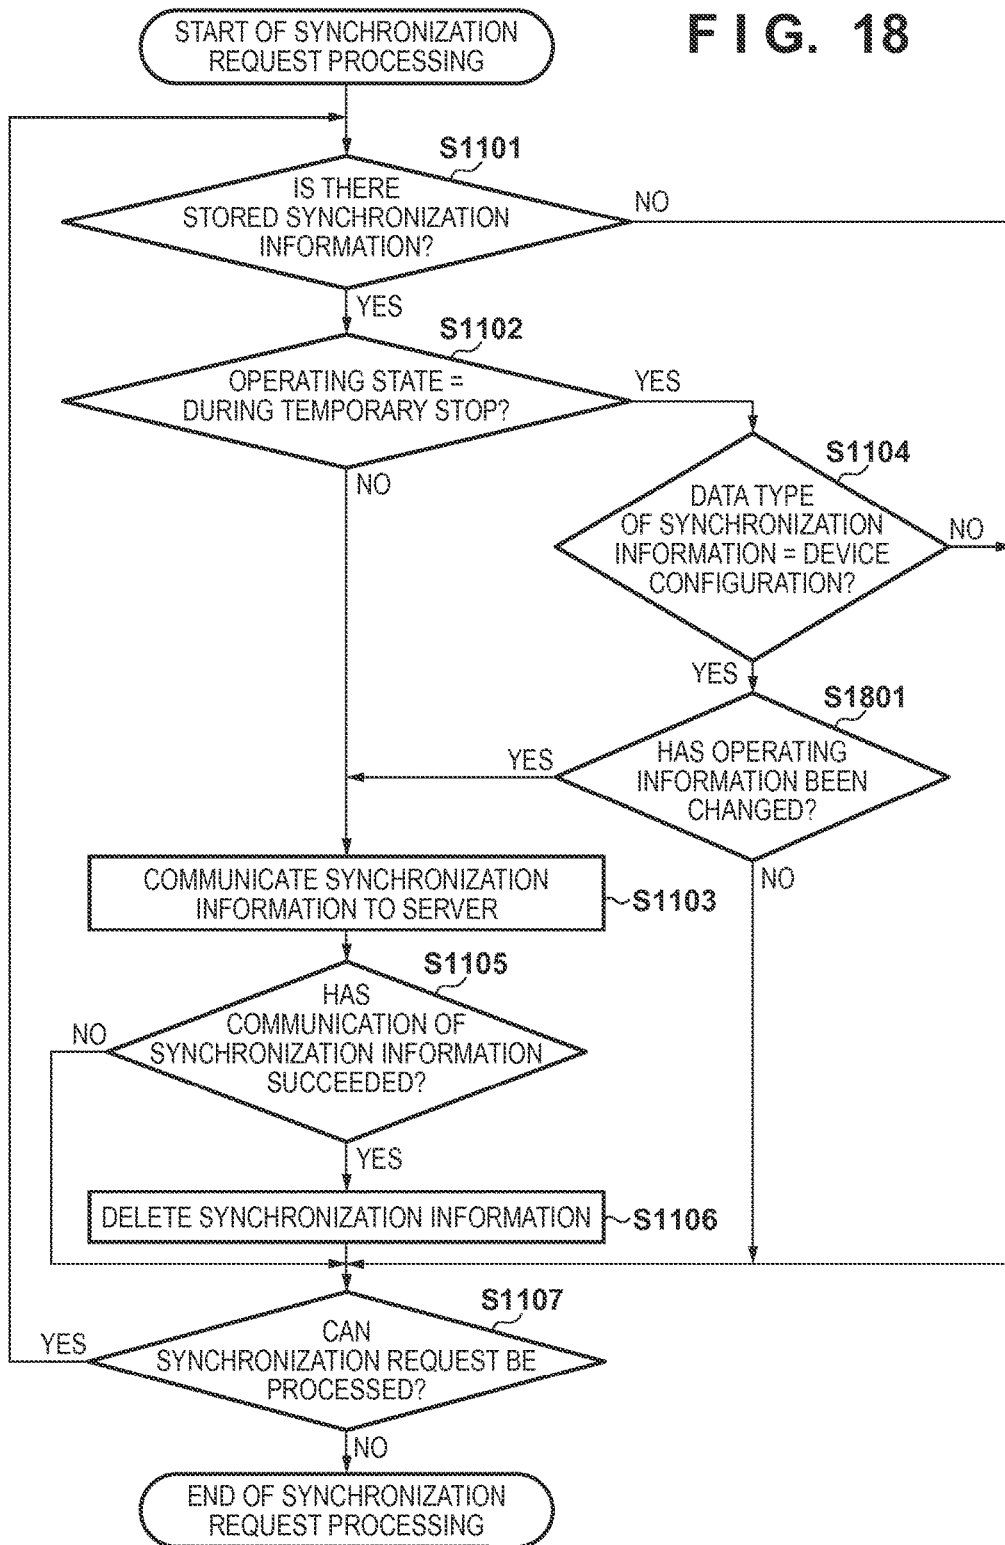 START OF SYNCHRONIZATION
REQUEST PROCESSING
FIG. 18
S1101
IS THERE
STORED SYNCHRONIZATION
INFORMATION?
NO
YES
S1102
OPERATING STATE =
DURING TEMPORARY STOP?
YES
NO
S1104
DATA TYPE
OF SYNCHRONIZATION
INFORMATION = DEVICE
CONFIGURATION?
NO
YES
S1801
HAS OPERATING
INFORMATION BEEN
CHANGED?
YES
NO
COMMUNICATE SYNCHRONIZATION
INFORMATION TO SERVER
S1103
S1105
HAS
COMMUNICATION OF
SYNCHRONIZATION INFORMATION
SUCCEEDED?
NO
YES
DELETE SYNCHRONIZATION INFORMATION
S1106
S1107
CAN
SYNCHRONIZATION REQUEST BE
PROCESSED?
YES
NO
END OF SYNCHRONIZATION
REQUEST PROCESSING